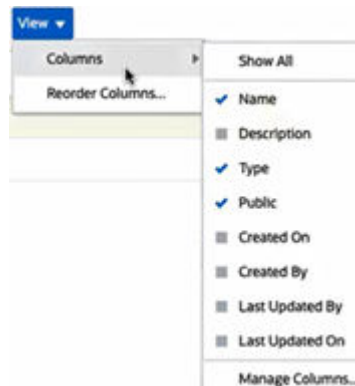 View
Columns
Reorder Columns...
Show All
Name
Description
Type
Public
Created On
Created By
Last Updated By
Last Updated On
Manage Columns..